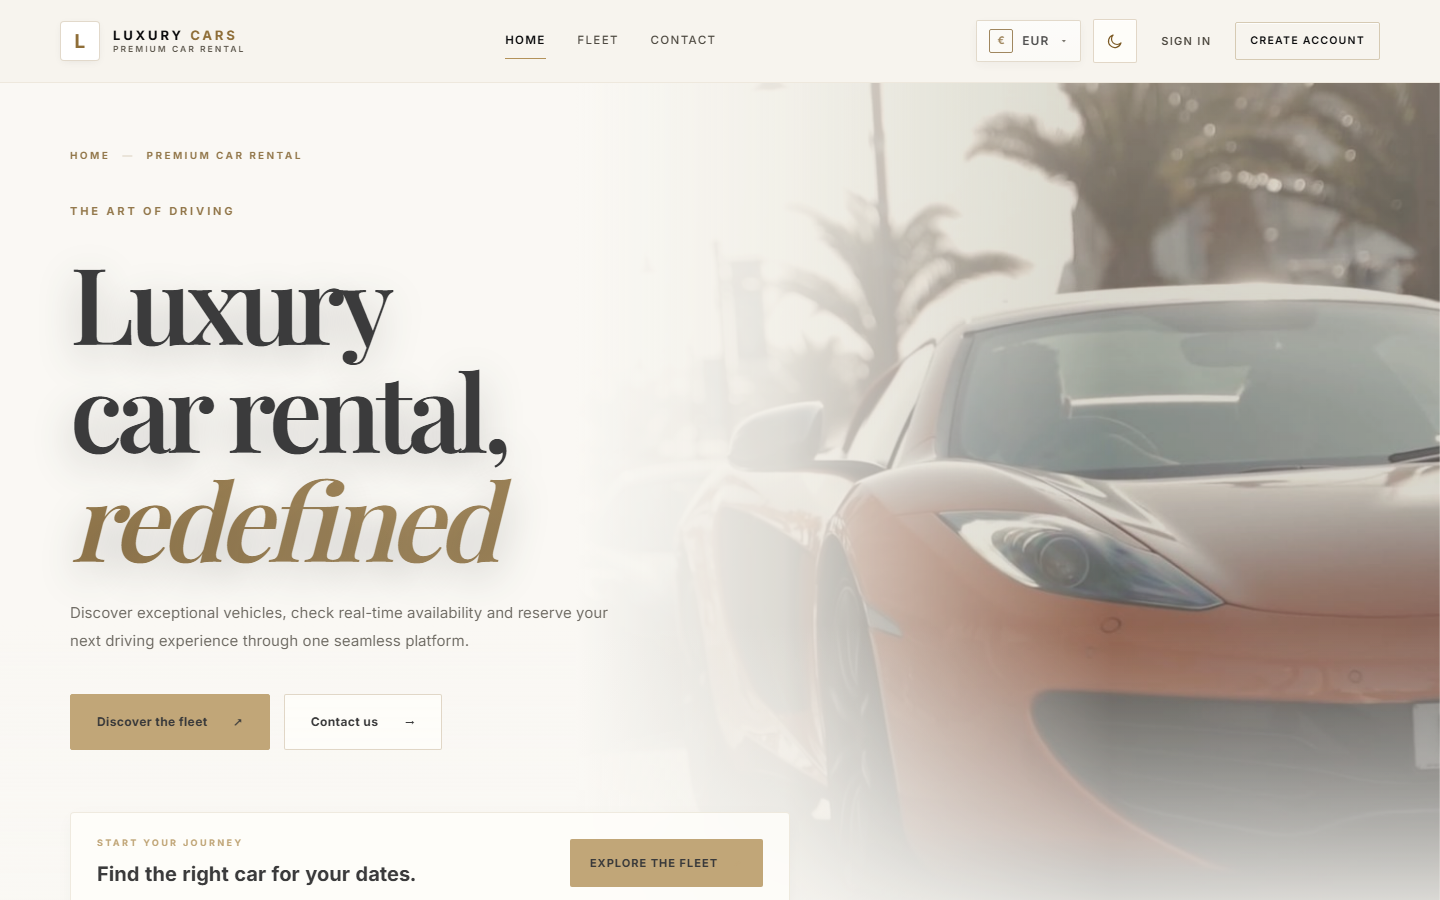 L
LUXURY CARS
PREMIUM CAR RENTAL
HOME
FLEET
CONTACT
€ EUR
SIGN IN
CREATE ACCOUNT
HOME — PREMIUM CAR RENTAL
THE ART OF DRIVING
Luxury
car rental,
redefined
Discover exceptional vehicles, check real-time availability and reserve your
next driving experience through one seamless platform.
Discover the fleet ↗
Contact us →
START YOUR JOURNEY
Find the right car for your dates.
EXPLORE THE FLEET